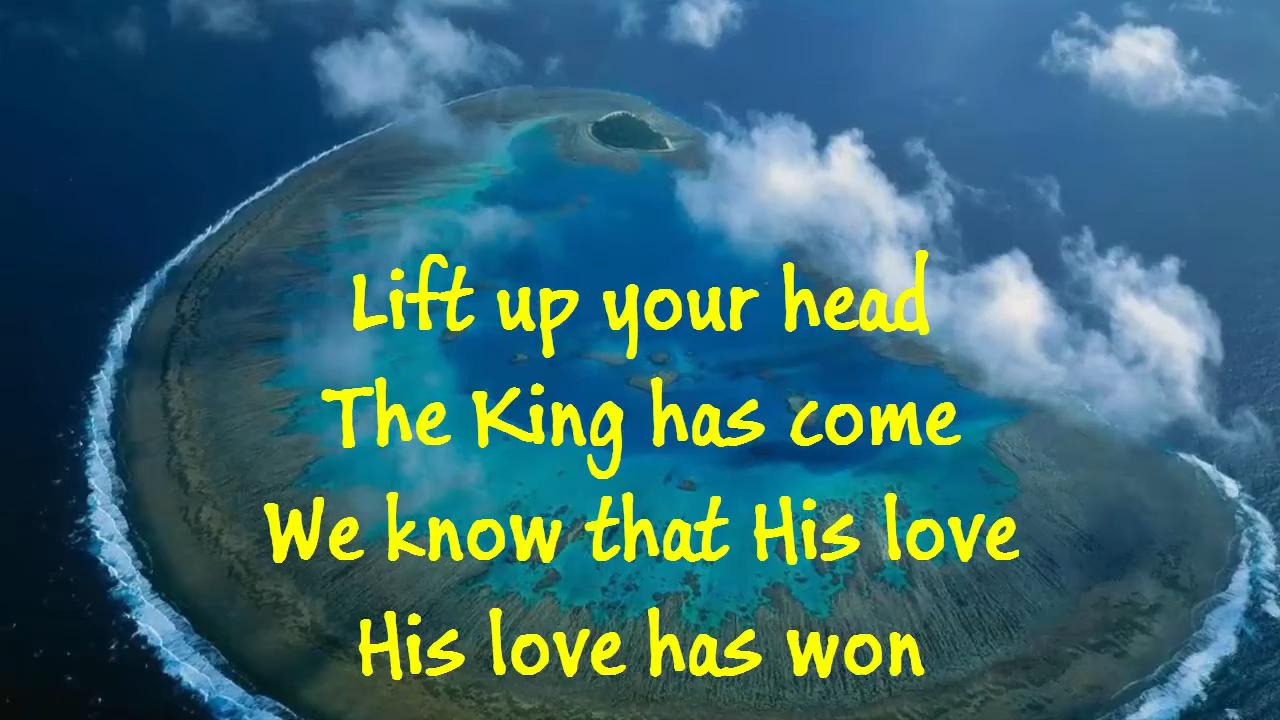 Lift up your head
The King has come
We know that His love
His love has won